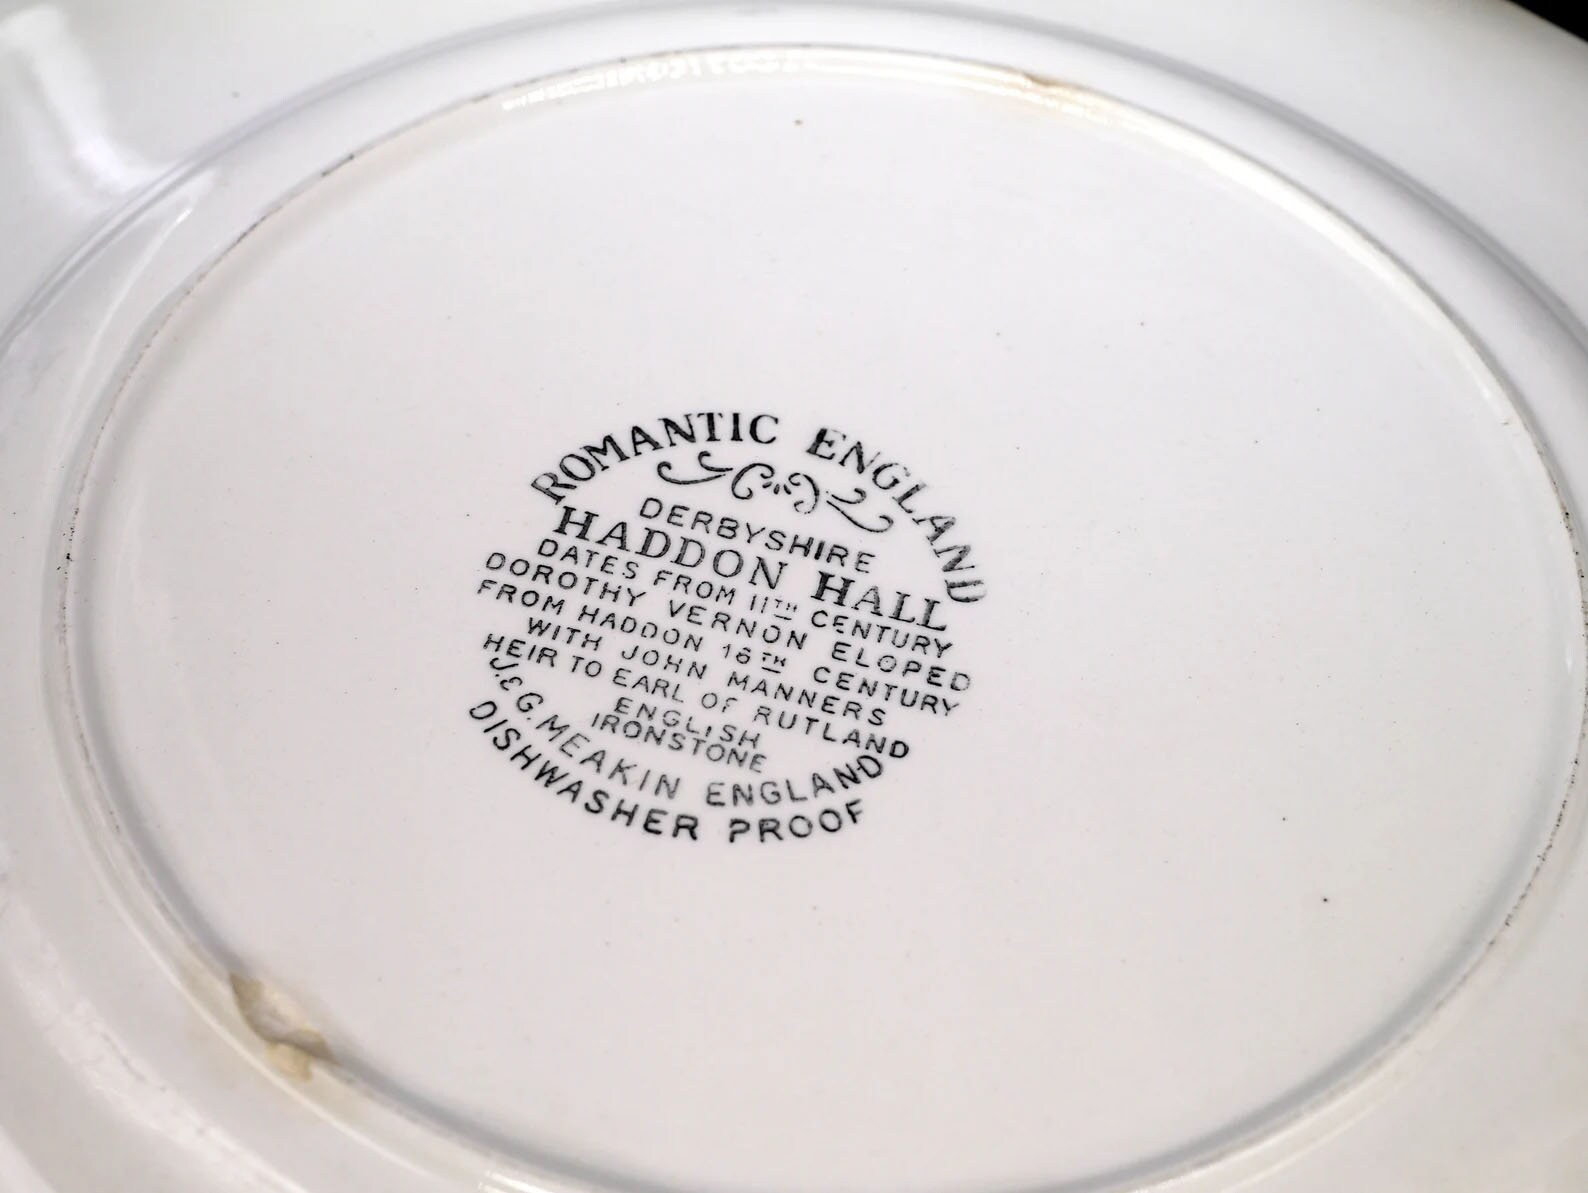 ROMANTIC ENGLAND
DERBYSHIRE
HADDON HALL
DATES FROM 11TH CENTURY
DOROTHY VERNON ELOPED
FROM HADDON 16TH CENTURY
WITH JOHN MANNERS
HEIR TO EARL OF RUTLAND
ENGLISH
IRONSTONE
J.&G. MEAKIN ENGLAND
DISHWASHER PROOF